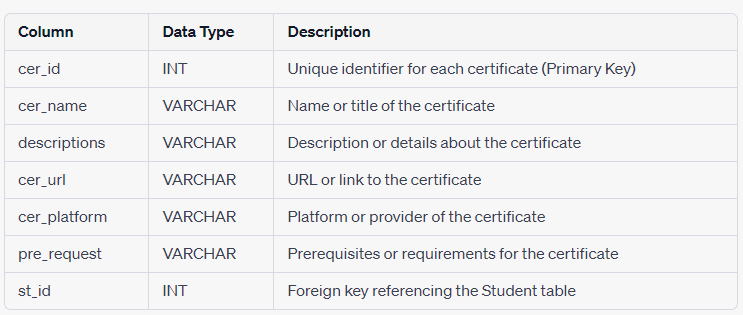 Column Data Type Description
cer_id INT Unique identifier for each certificate (Primary Key)
cer_name VARCHAR Name or title of the certificate
descriptions VARCHAR Description or details about the certificate
cer_url VARCHAR URL or link to the certificate
cer_platform VARCHAR Platform or provider of the certificate
pre_request VARCHAR Prerequisites or requirements for the certificate
st_id INT Foreign key referencing the Student table